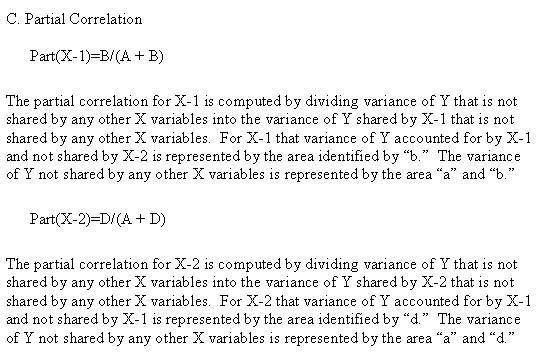 C. Partial Correlation
Part(X-1)=B/(A + B)
The partial correlation for X-1 is computed by dividing variance of Y that is not
shared by any other X variables into the variance of Y shared by X-1 that is not
shared by any other X variables.  For X-1 that variance of Y accounted for by X-1
and not shared by X-2 is represented by the area identified by “b.”  The variance
of Y not shared by any other X variables is represented by the area “a” and “b.”
Part(X-2)=D/(A + D)
The partial correlation for X-2 is computed by dividing variance of Y that is not
shared by any other X variables into the variance of Y shared by X-2 that is not
shared by any other X variables.  For X-2 that variance of Y accounted for by X-1
and not shared by X-1 is represented by the area identified by “d.”  The variance
of Y not shared by any other X variables is represented by the area “a” and “d.”